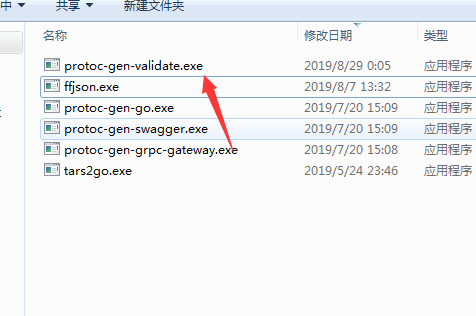 中 共享 新建文件夹
名称 修改日期 类型
protoc-gen-validate.exe 2019/8/29 0:05 应用程序
ffjson.exe 2019/8/7 13:32 应用程序
protoc-gen-go.exe 2019/7/20 15:09 应用程序
protoc-gen-swagger.exe 2019/7/20 15:09 应用程序
protoc-gen-grpc-gateway.exe 2019/7/20 15:08 应用程序
tars2go.exe 2019/5/24 23:46 应用程序